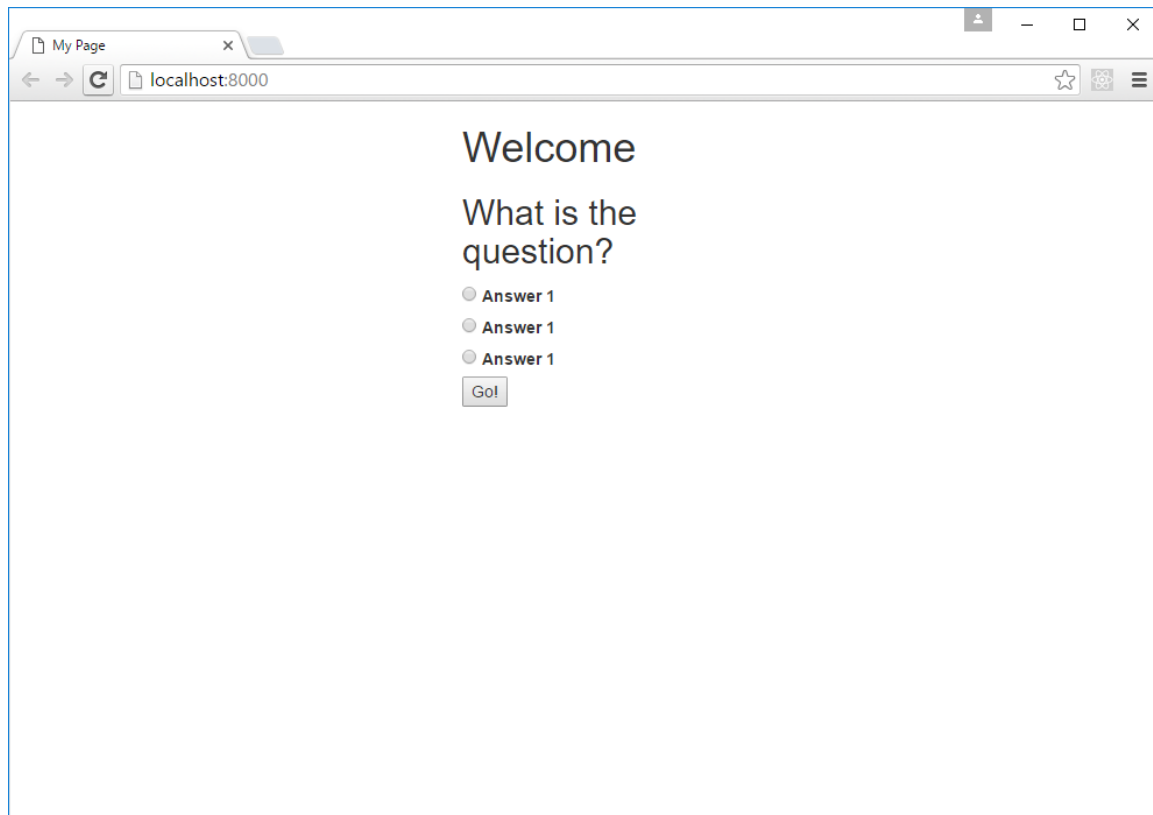 My Page
localhost:8000
Welcome
What is the
question?
Answer 1
Answer 1
Answer 1
Go!